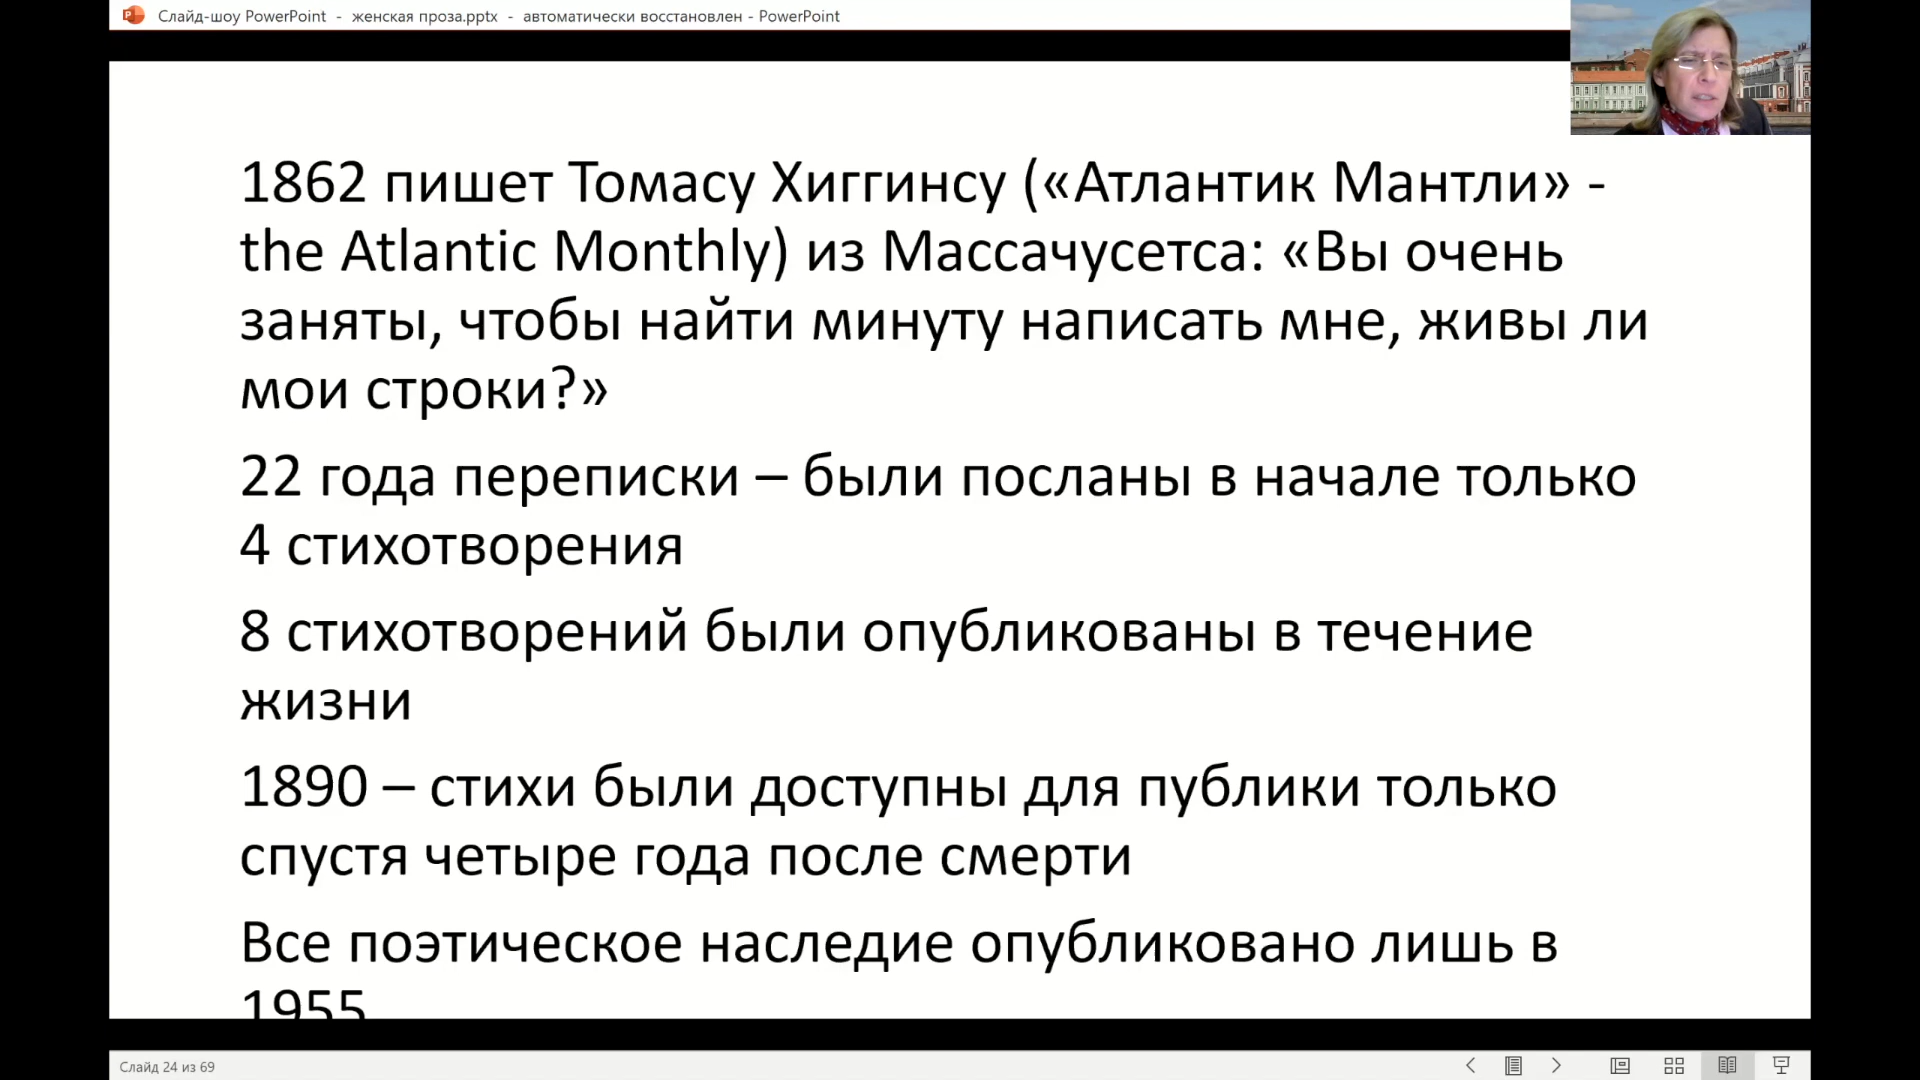 Слайд-шоу PowerPoint - женская проза.pptx - автоматически восстановлен - PowerPoint
1862 пишет Томасу Хиггинсу («Атлантик Мантли» -
the Atlantic Monthly) из Массачусетса: «Вы очень
заняты, чтобы найти минуту написать мне, живы ли
мои строки?»
22 года переписки – были посланы в начале только
4 стихотворения
8 стихотворений были опубликованы в течение
жизни
1890 – стихи были доступны для публики только
спустя четыре года после смерти
Все поэтическое наследие опубликовано лишь в
1955
Слайд 24 из 69